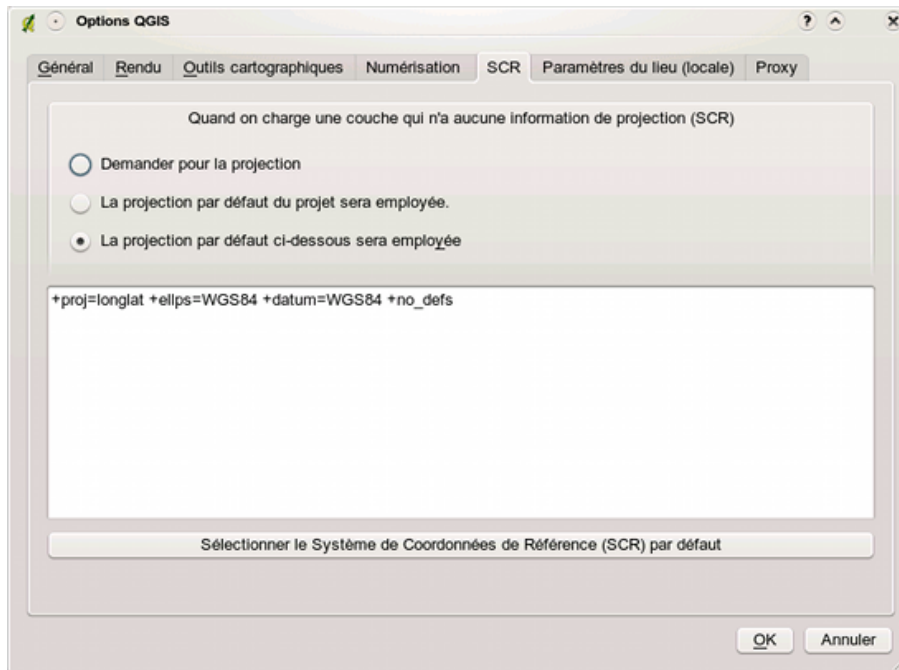 Options QGIS
Général Rendu Outils cartographiques Numérisation SCR Paramètres du lieu (locale) Proxy
Quand on charge une couche qui n'a aucune information de projection (SCR)
Demander pour la projection
La projection par défaut du projet sera employée.
La projection par défaut ci-dessous sera employée
+proj=longlat +ellps=WGS84 +datum=WGS84 +no_defs
Sélectionner le Système de Coordonnées de Référence (SCR) par défaut
OK Annuler